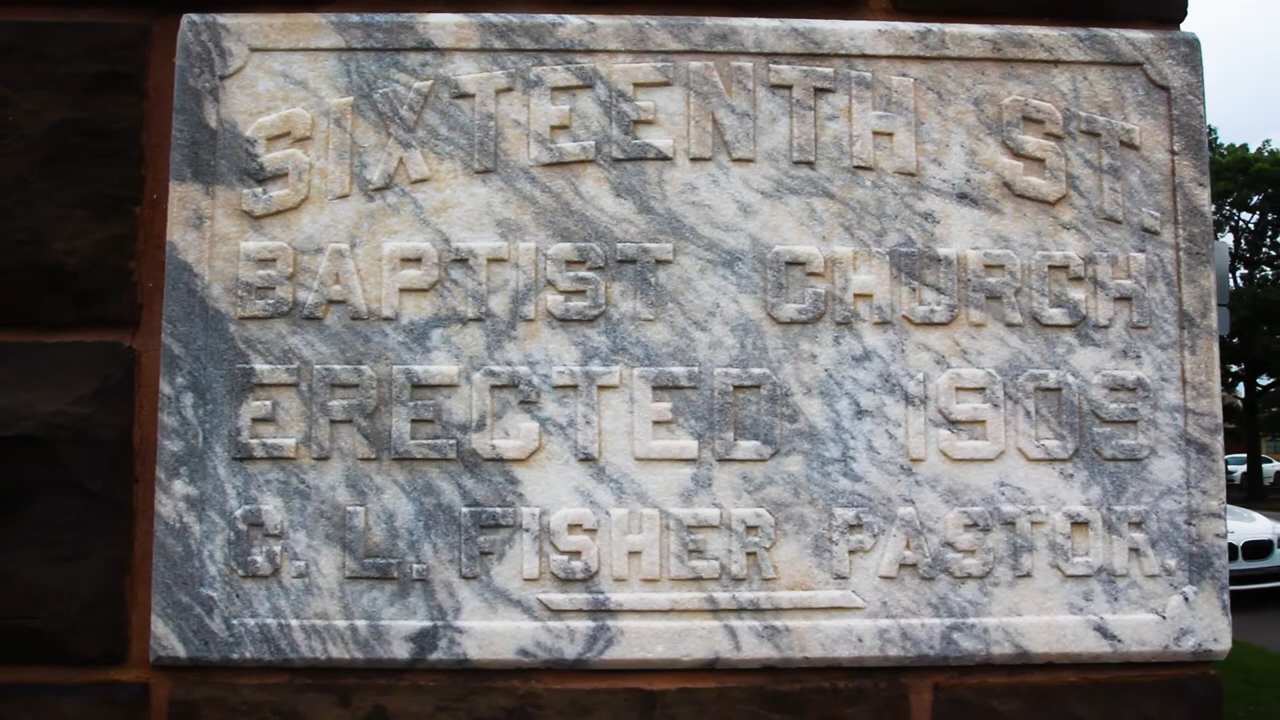 SIXTEENTH ST.
BAPTIST CHURCH
ERECTED 1909
C. L. FISHER PASTOR.